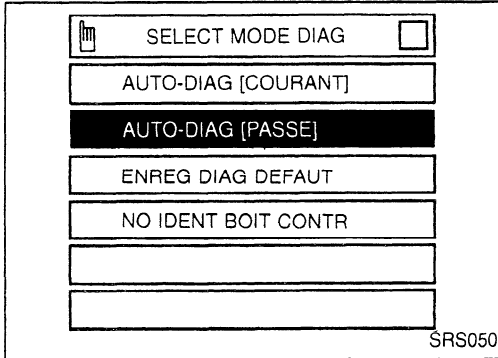 SELECT MODE DIAG
AUTO-DIAG [COURANT]
AUTO-DIAG [PASSE]
ENREG DIAG DEFAUT
NO IDENT BOIT CONTR
SRS050